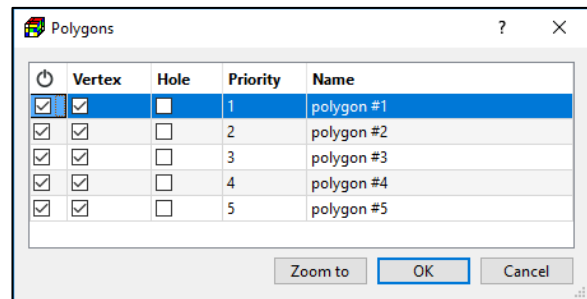 Polygons
Vertex Hole Priority Name
1 polygon #1
2 polygon #2
3 polygon #3
4 polygon #4
5 polygon #5
Zoom to OK Cancel